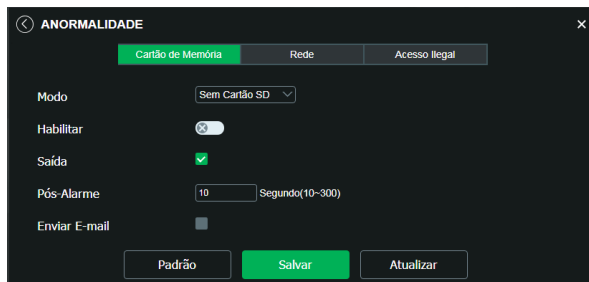 ANORMALIDADE
Cartão de Memória Rede Acesso Ilegal
Modo Sem Cartão SD
Habilitar
Saída
Pós-Alarme 10 Segundo(10~300)
Enviar E-mail
Padrão Salvar Atualizar